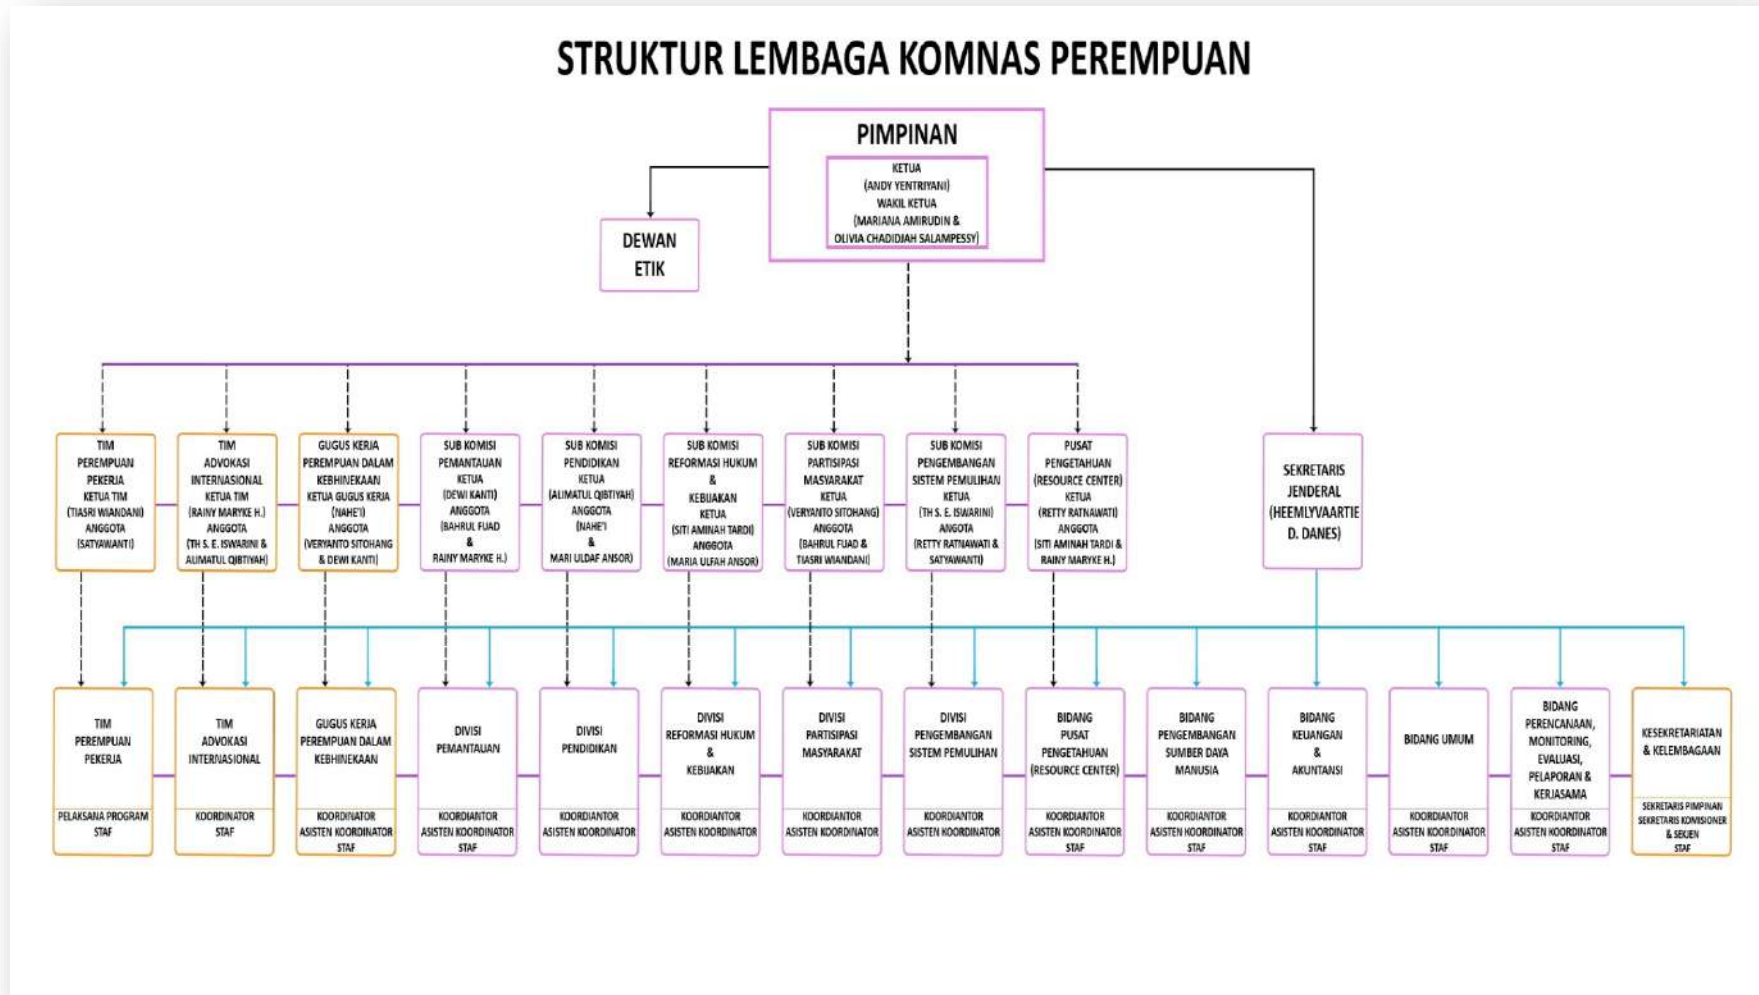 STRUKTUR LEMBAGA KOMNAS PEREMPUAN
PIMPINAN
KETUA
(ANDY YENTRIYANI)
WAKIL KETUA
(MARIANA AMIRUDIN &
OLIVIA CHADIDJAH SALAMPESSY)
DEWAN
ETIK
TIM
PEREMPUAN
PEKERJA
KETUA TIM
(TIASRI WIANDANI)
ANGGOTA
(SATYAWANTI)
TIM
ADVOKASI
INTERNASIONAL
KETUA TIM
(RAINY MARYKE H.)
ANGGOTA
(TH S. E. ISWARINI &
ALIMATUL QIBTIYAH)
GUGUS KERJA
PEREMPUAN DALAM
KEBHINEKAAN
KETUA GUGUS KERJA
(NAHE'I)
ANGGOTA
(VERYANTO SITOHANG
& DEWI KANTI)
SUB KOMISI
PEMANTAUAN
KETUA
(DEWI KANTI)
ANGGOTA
(BAHRUL FUAD
&
RAINY MARYKE H.)
SUB KOMISI
PENDIDIKAN
KETUA
(ALIMATUL QIBTIYAH)
ANGGOTA
(NAHE'I
&
MARI ULDAF ANSOR)
SUB KOMISI
REFORMASI HUKUM
&
KEBIJAKAN
KETUA
(SITI AMINAH TARDI)
ANGGOTA
(MARIA ULFAH ANSOR)
SUB KOMISI
PARTISIPASI
MASYARAKAT
KETUA
(VERYANTO SITOHANG)
ANGGOTA
(BAHRUL FUAD &
TIASRI WIANDANI)
SUB KOMISI
PENGEMBANGAN
SISTEM PEMULIHAN
KETUA
(TH S. E. ISWARINI)
ANGOTA
(RETTY RATNAWATI &
SATYAWANTI)
PUSAT
PENGETAHUAN
(RESOURCE CENTER)
KETUA
(RETTY RATNAWATI)
ANGGOTA
(SITI AMINAH TARDI &
RAINY MARYKE H.)
SEKRETARIS
JENDERAL
(HEEMLYVAARTIE
D. DANES)
TIM
PEREMPUAN
PEKERJA
PELAKSANA PROGRAM
STAF
TIM
ADVOKASI
INTERNASIONAL
KOORDINATOR
STAF
GUGUS KERJA
PEREMPUAN DALAM
KEBHINEKAAN
KOORDINATOR
ASISTEN KOORDINATOR
STAF
DIVISI
PEMANTAUAN
KOORDIANTOR
ASISTEN KOORDINATOR
STAF
DIVISI
PENDIDIKAN
KOORDIANTOR
ASISTEN KOORDINATOR
DIVISI
REFORMASI HUKUM
&
KEBIJAKAN
KOORDIANTOR
ASISTEN KOORDINATOR
DIVISI
PARTISIPASI
MASYARAKAT
KOORDIANTOR
ASISTEN KOORDINATOR
DIVISI
PENGEMBANGAN
SISTEM PEMULIHAN
KOORDIANTOR
ASISTEN KOORDINATOR
BIDANG
PUSAT
PENGETAHUAN
(RESOURCE CENTER)
KOORDIANTOR
ASISTEN KOORDINATOR
STAF
BIDANG
PENGEMBANGAN
SUMBER DAYA
MANUSIA
KOORDIANTOR
ASISTEN KOORDINATOR
STAF
BIDANG
KEUANGAN
&
AKUNTANSI
KOORDIANTOR
ASISTEN KOORDINATOR
STAF
BIDANG UMUM
KOORDIANTOR
ASISTEN KOORDINATOR
STAF
BIDANG
PERENCANAAN,
MONITORING,
EVALUASI,
PELAPORAN &
KERJASAMA
KOORDIANTOR
ASISTEN KOORDINATOR
STAF
KESEKRETARIATAN
& KELEMBAGAAN
SEKRETARIS PIMPINAN
SEKRETARIS KOMISIONER
& SEKJEN
STAF